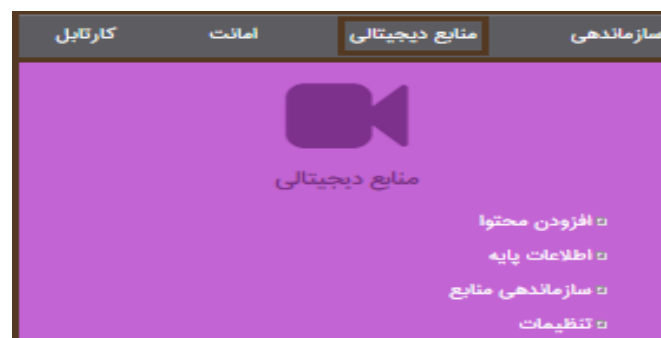 سازماندهی منابع دیجیتالی امانت کارتابل
منابع دیجیتالی
افزودن محتوا
اطلاعات پایه
سازماندهی منابع
تنظیمات